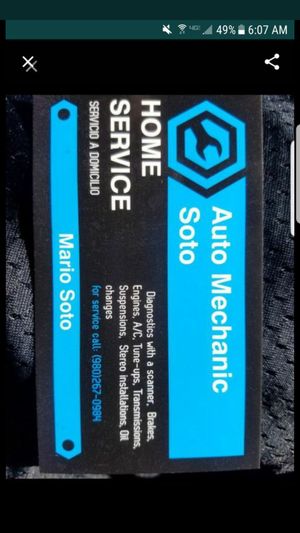 49% 6:07 AM
Auto Mechanic
Soto
HOME
SERVICE
SERVICIO A DOMICILIO
Diagnostics with a scanner, Brakes,
Engines, A/C, Tune-ups, Transmissions,
Suspensions, Stereo installations, Oil
changes
for service call: (980)267-0984
Mario Soto